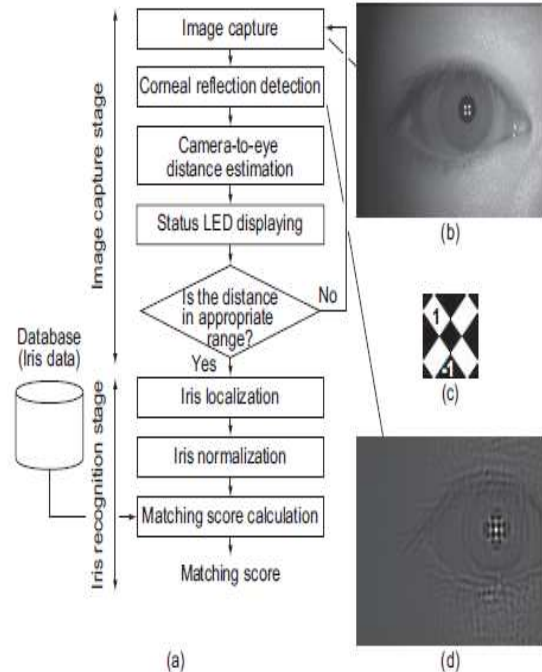 Image capture
Corneal reflection detection
Camera-to-eye
distance estimation
Status LED displaying
Is the distance
in appropriate
range?
No
Yes
Image capture stage
Database
(Iris data)
Iris localization
Iris normalization
Matching score calculation
Matching score
Iris recognition stage
(a)
(b)
1
-1
(c)
(d)